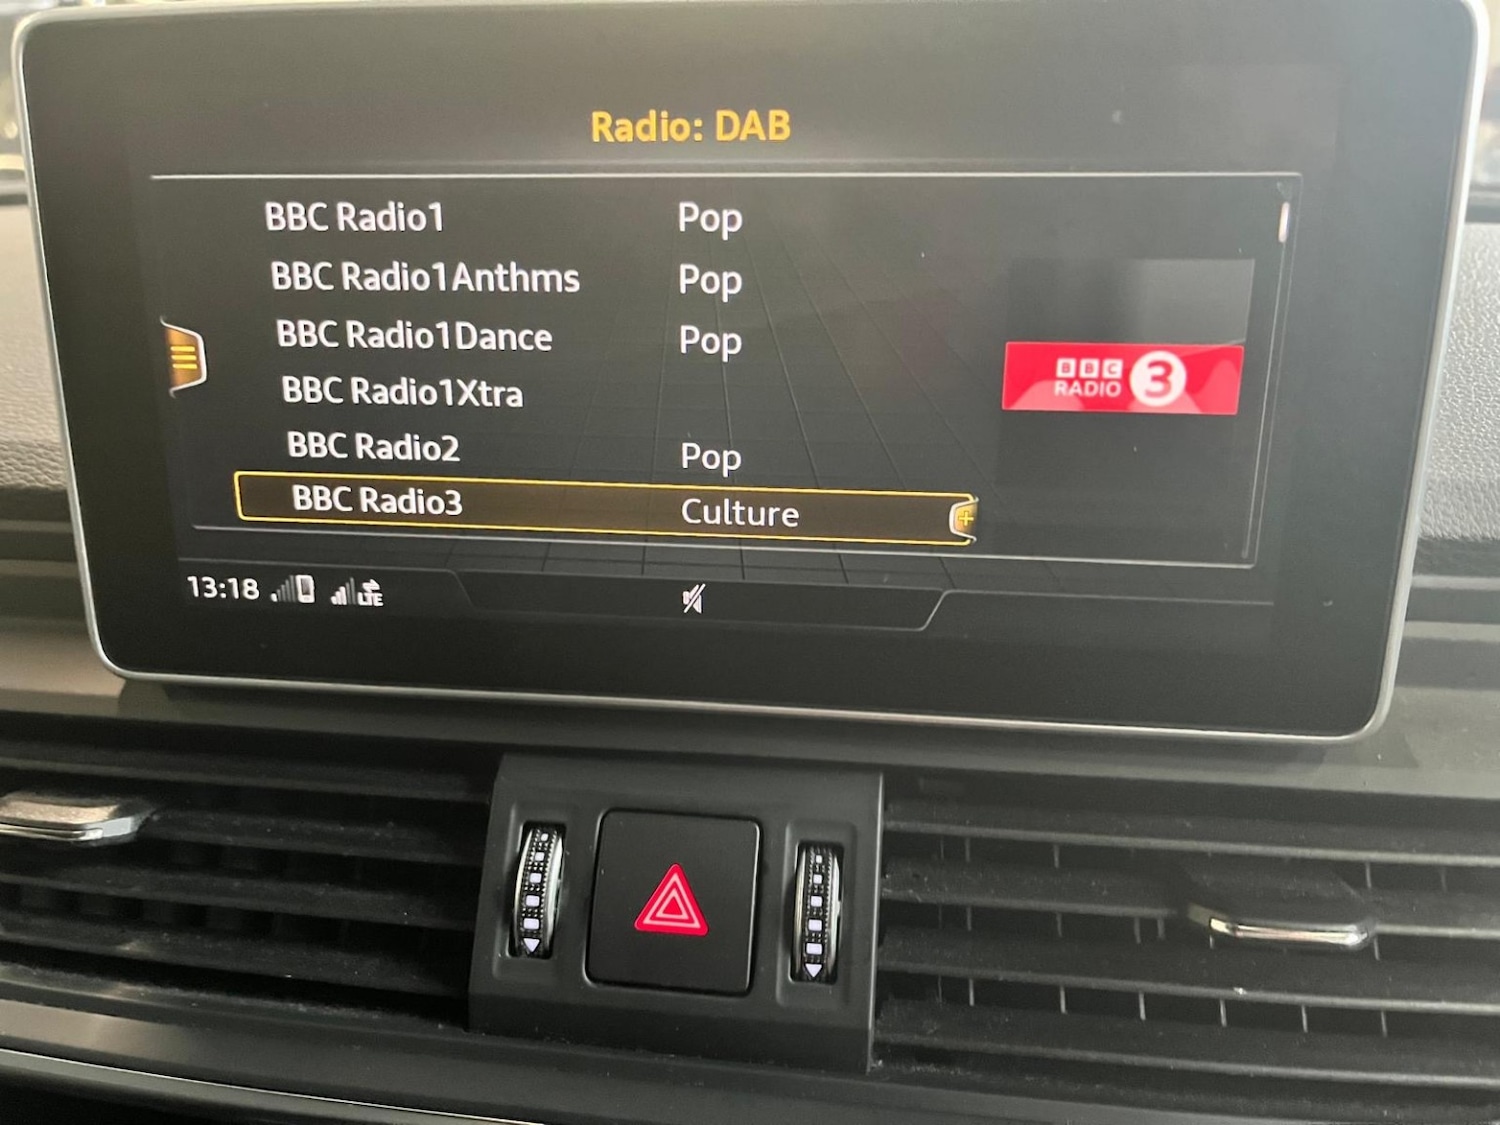 Radio: DAB
BBC Radio1 Pop
BBC Radio1Anthms Pop
BBC Radio1Dance Pop
BBC Radio1Xtra
BBC Radio2 Pop
BBC Radio3 Culture
BBC
RADIO 3
13:18 LTE